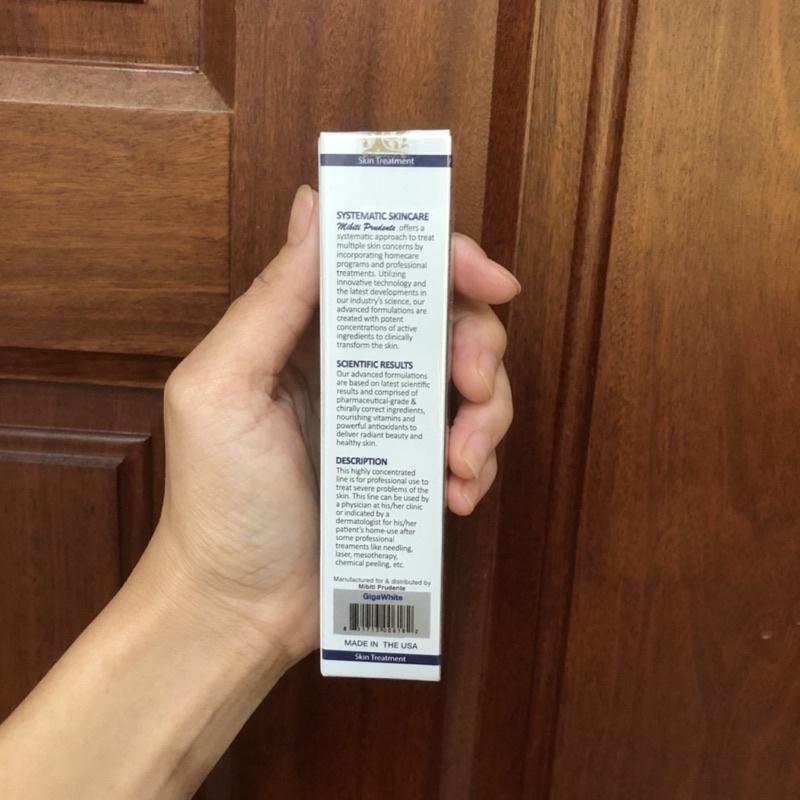 Skin Treatment
SYSTEMATIC SKINCARE
Mibiti Prudente offers a
systematic approach to treat
multiple skin concerns by
incorporating homecare
programs and professional
treatments. Utilizing
innovative technology and
the latest developments in
our industry's science, our
advanced formulations are
created with potent
concentrations of active
ingredients to clinically
transform the skin.
SCIENTIFIC RESULTS
Our advanced formulations
are based on latest scientific
results and comprised of
pharmaceutical-grade &
chirally correct ingredients,
nourishing vitamins and
powerful antioxidants to
deliver radiant beauty and
healthy skin.
DESCRIPTION
This highly concentrated
line is for professional use to
treat severe problems of the
skin. This line can be used by
a physician at his/her clinic
or indicated by a
dermatologist for his/her
patient's home-use after
some professional
treaments like needling,
laser, mesotherapy,
chemical peeling, etc.
Manufactured for & distributed by
Mibiti Prudente
GigaWhite
MADE IN THE USA
Skin Treatment